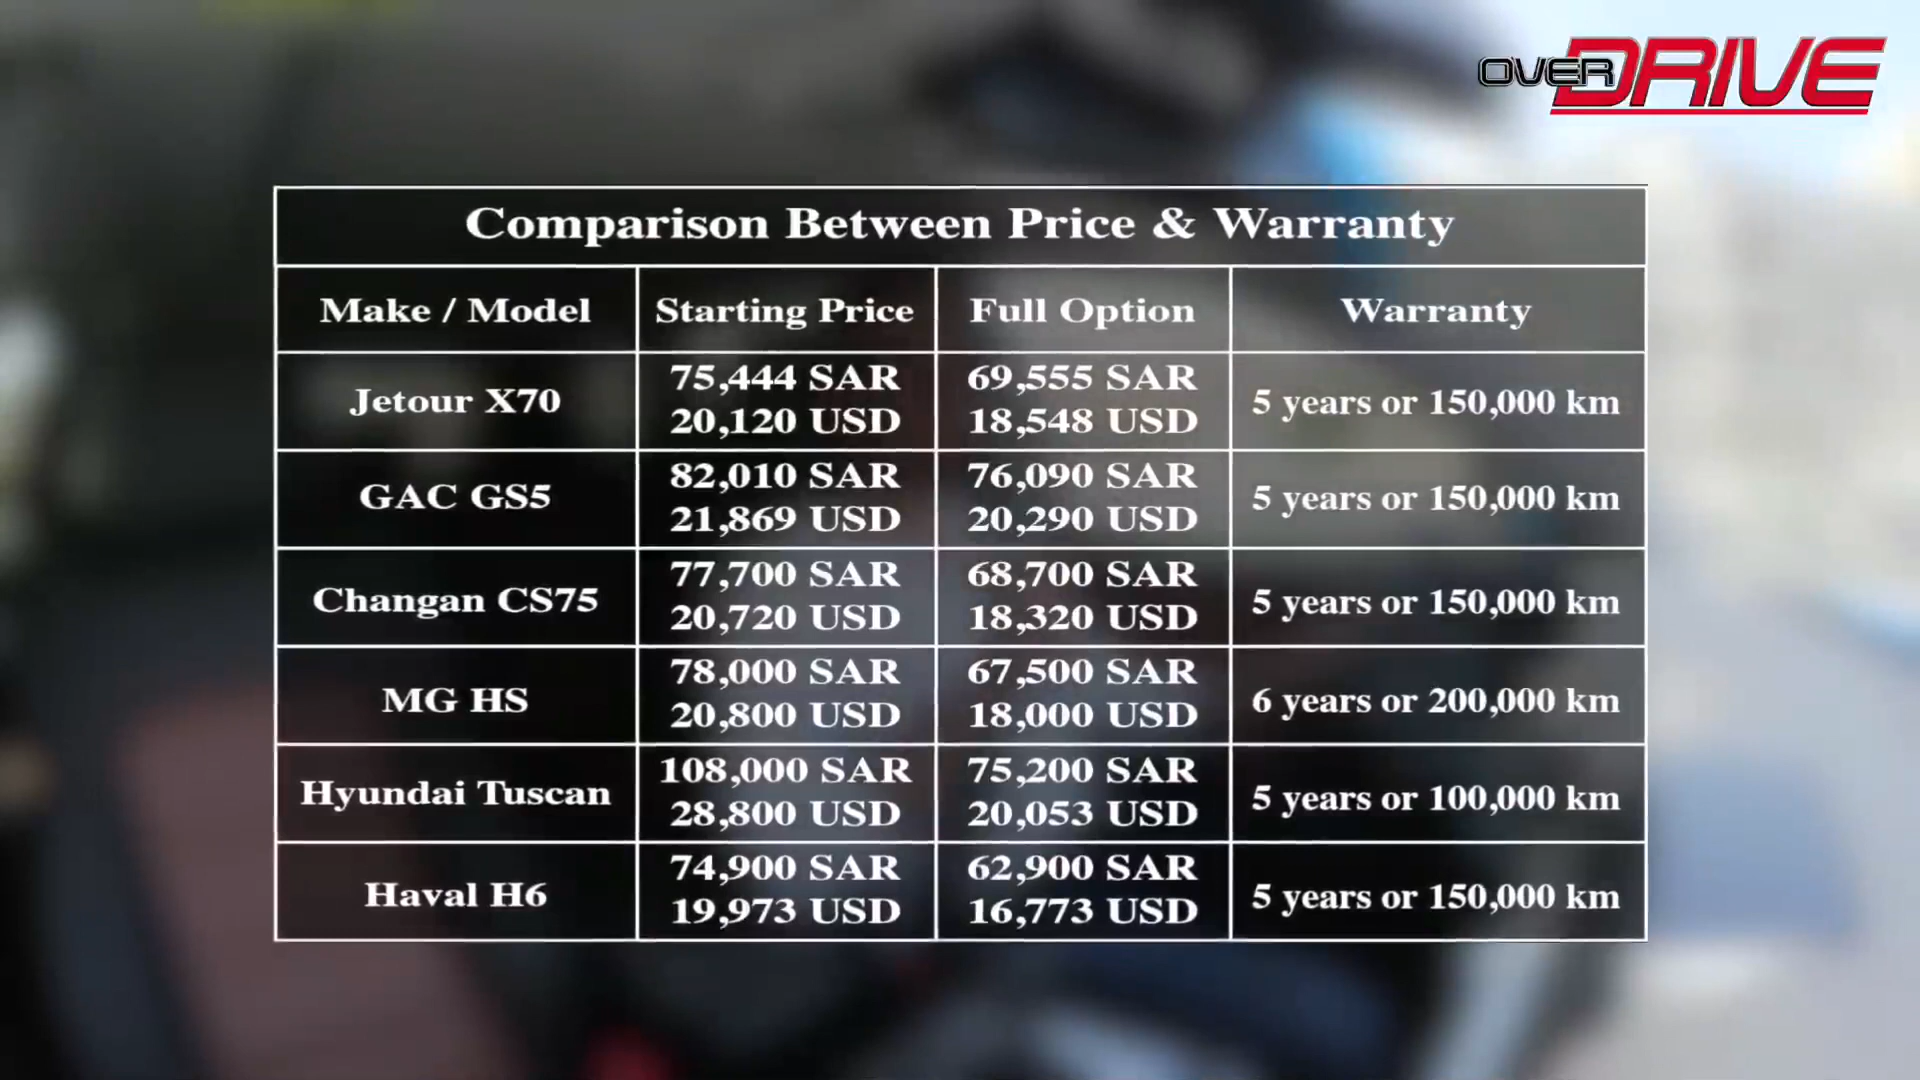 OVERDRIVE
Comparison Between Price & Warranty
Make / Model Starting Price Full Option Warranty
Jetour X70 75,444 SAR 20,120 USD 69,555 SAR 18,548 USD 5 years or 150,000 km
GAC GS5 82,010 SAR 21,869 USD 76,090 SAR 20,290 USD 5 years or 150,000 km
Changan CS75 77,700 SAR 20,720 USD 68,700 SAR 18,320 USD 5 years or 150,000 km
MG HS 78,000 SAR 20,800 USD 67,500 SAR 18,000 USD 6 years or 200,000 km
Hyundai Tuscan 108,000 SAR 28,800 USD 75,200 SAR 20,053 USD 5 years or 100,000 km
Haval H6 74,900 SAR 19,973 USD 62,900 SAR 16,773 USD 5 years or 150,000 km